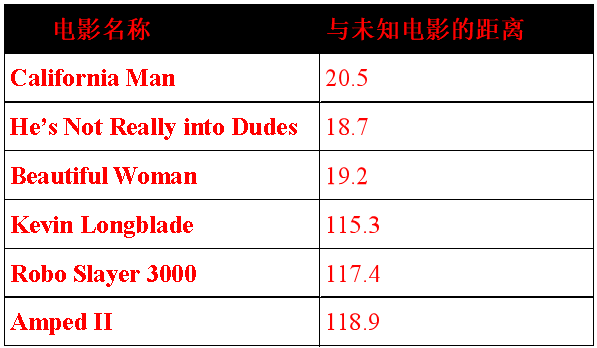 电影名称 与未知电影的距离
California Man 20.5
He’s Not Really into Dudes 18.7
Beautiful Woman 19.2
Kevin Longblade 115.3
Robo Slayer 3000 117.4
Amped II 118.9